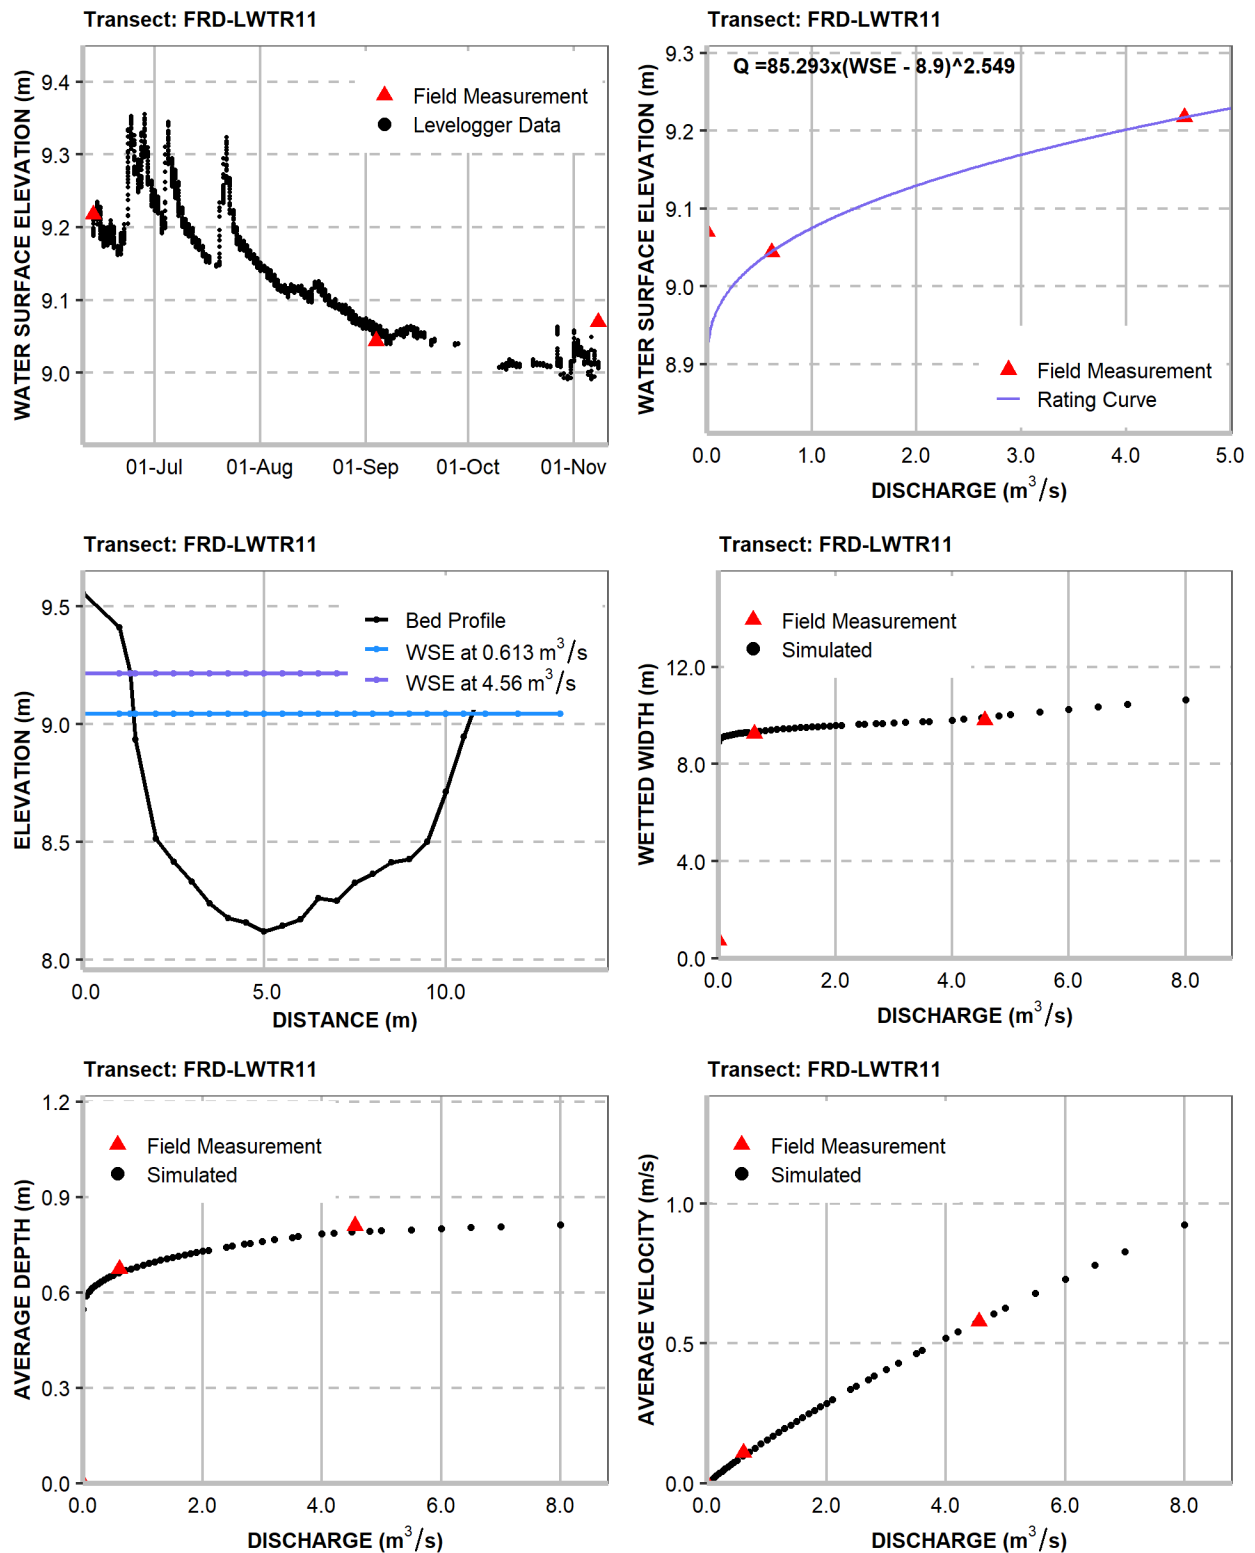 Transect: FRD-LWTR11
WATER SURFACE ELEVATION (m)
9.4
9.3
9.2
9.1
9.0
Field Measurement
Levelogger Data
01-Jul
01-Aug
01-Sep
01-Oct
01-Nov
Transect: FRD-LWTR11
WATER SURFACE ELEVATION (m)
9.3
9.2
9.1
9.0
8.9
Q =85.293x(WSE - 8.9)^2.549
Field Measurement
Rating Curve
0.0
1.0
2.0
3.0
4.0
5.0
DISCHARGE (m³/s)
Transect: FRD-LWTR11
ELEVATION (m)
9.5
9.0
8.5
8.0
Bed Profile
WSE at 0.613 m³/s
WSE at 4.56 m³/s
0.0
5.0
10.0
DISTANCE (m)
Transect: FRD-LWTR11
WETTED WIDTH (m)
12.0
8.0
4.0
0.0
Field Measurement
Simulated
0.0
2.0
4.0
6.0
8.0
DISCHARGE (m³/s)
Transect: FRD-LWTR11
AVERAGE DEPTH (m)
1.2
0.9
0.6
0.3
0.0
Field Measurement
Simulated
0.0
2.0
4.0
6.0
8.0
DISCHARGE (m³/s)
Transect: FRD-LWTR11
AVERAGE VELOCITY (m/s)
1.0
0.5
0.0
Field Measurement
Simulated
0.0
2.0
4.0
6.0
8.0
DISCHARGE (m³/s)